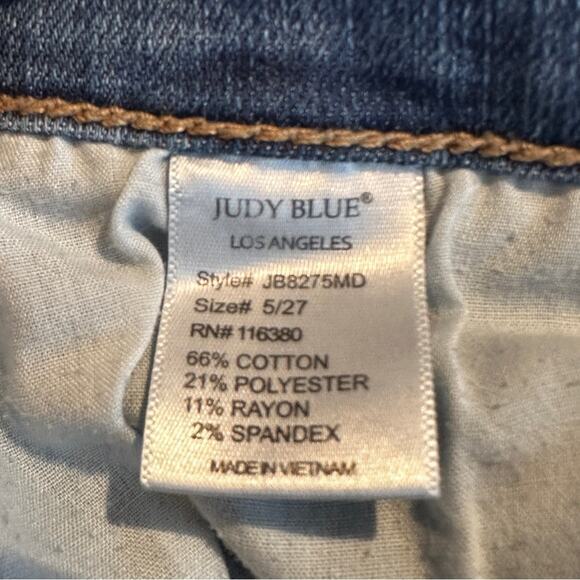 JUDY BLUE®
LOS ANGELES
Style# JB8275MD
Size# 5/27
RN# 116380
66% COTTON
21% POLYESTER
11% RAYON
2% SPANDEX
MADE IN VIETNAM